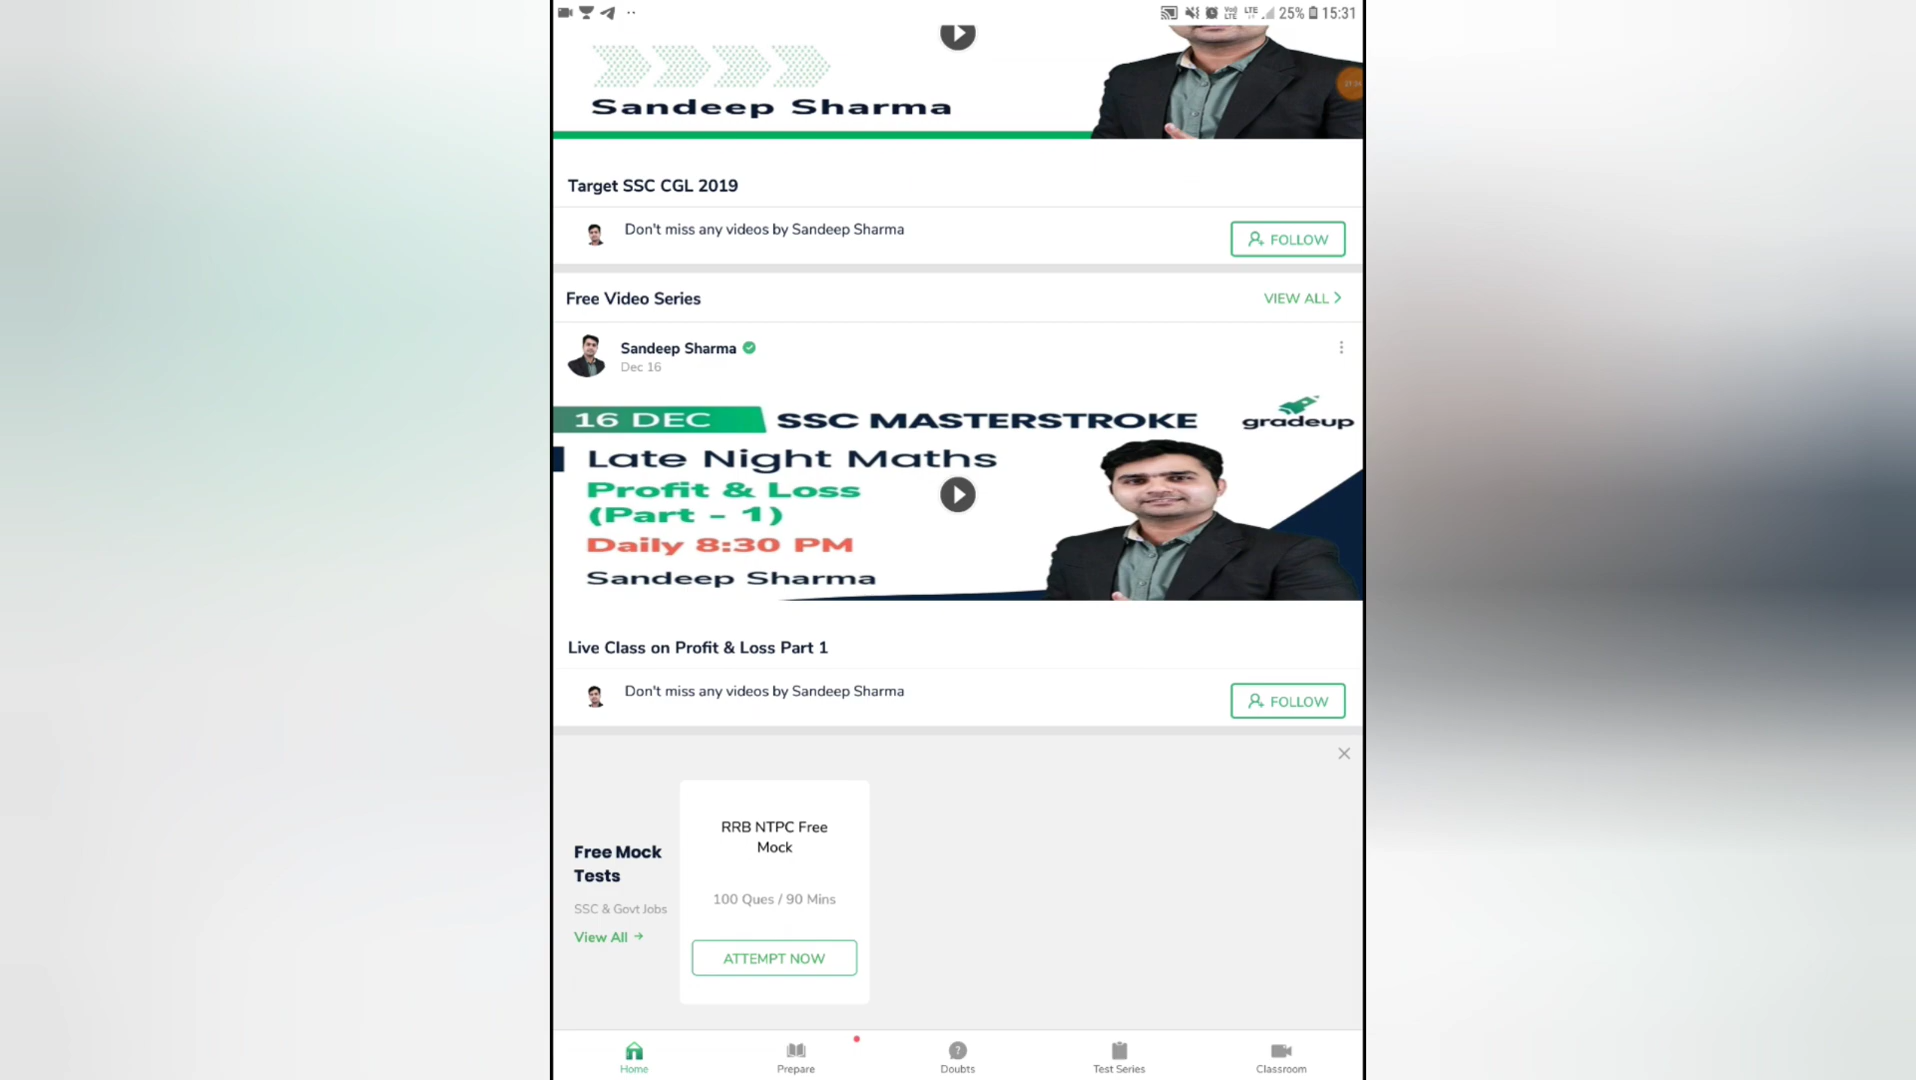 25% 15:31
Sandeep Sharma
Target SSC CGL 2019
Don't miss any videos by Sandeep Sharma
FOLLOW
Free Video Series
VIEW ALL
Sandeep Sharma
Dec 16
16 DEC
SSC MASTERSTROKE
gradeup
Late Night Maths
Profit & Loss
(Part - 1)
Daily 8:30 PM
Sandeep Sharma
Live Class on Profit & Loss Part 1
Don't miss any videos by Sandeep Sharma
FOLLOW
Free Mock
Tests
SSC & Govt Jobs
View All
RRB NTPC Free
Mock
100 Ques / 90 Mins
ATTEMPT NOW
Home
Prepare
Doubts
Test Series
Classroom